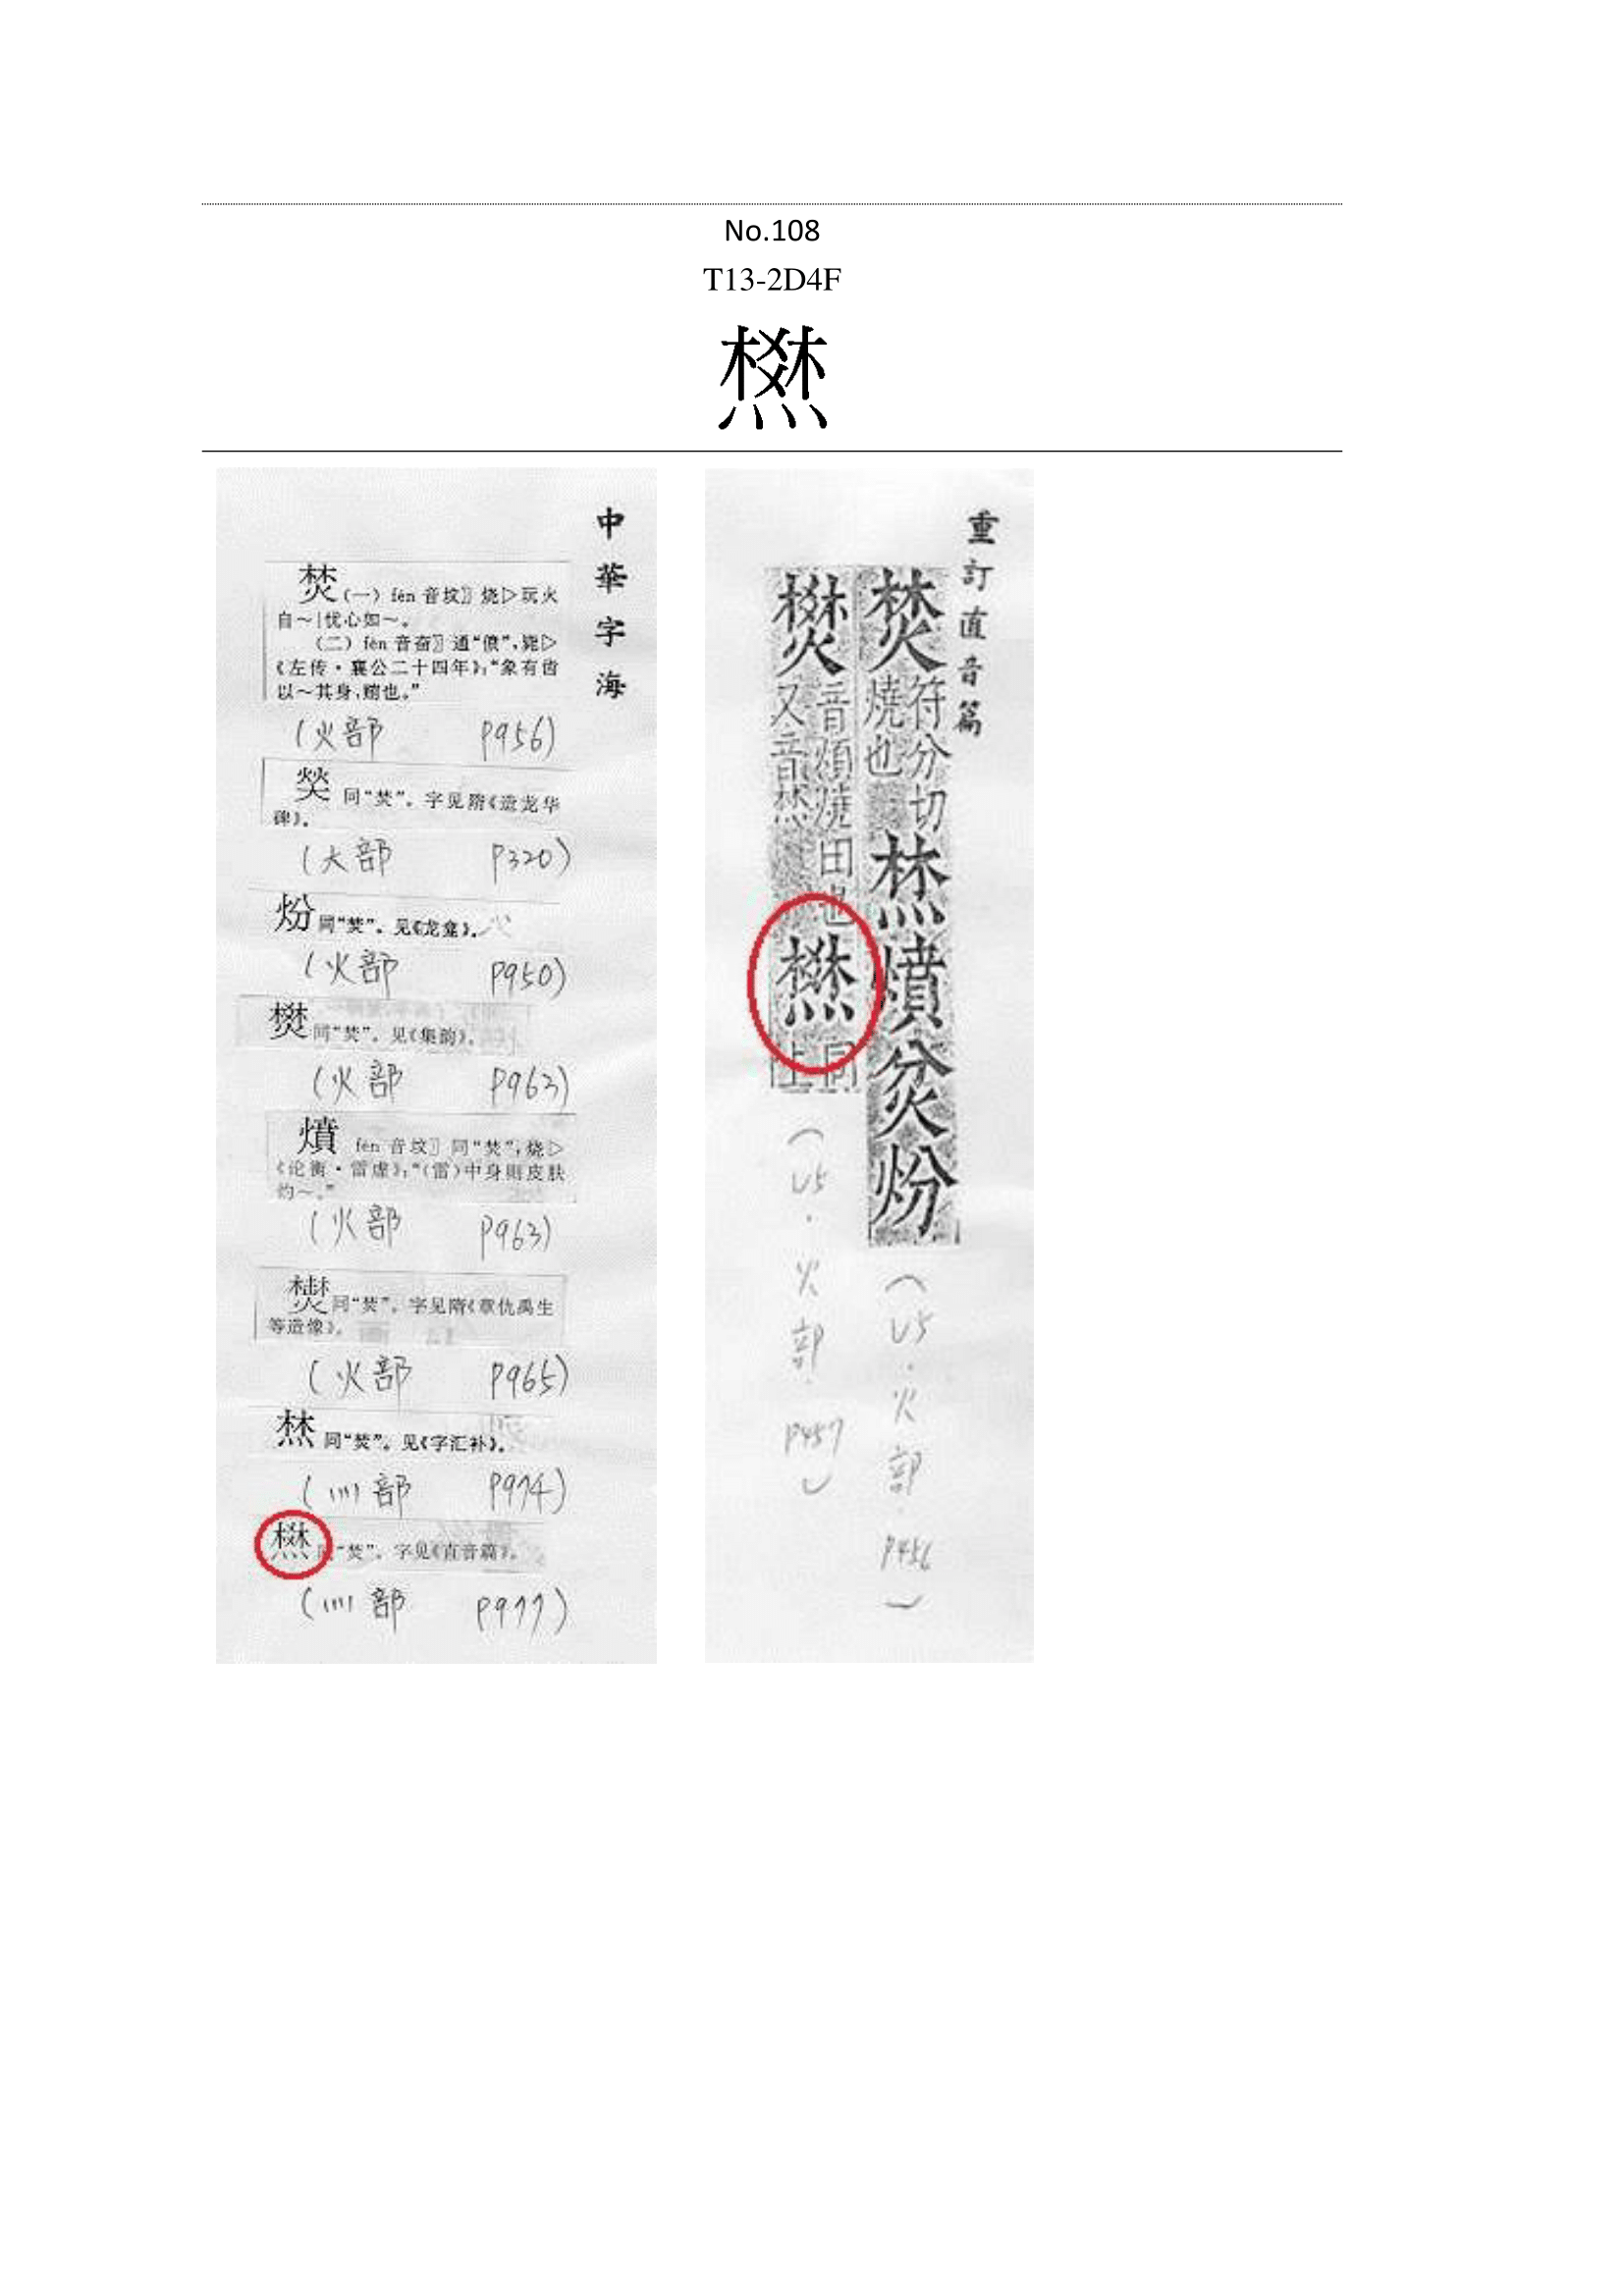 No.108
T13-2D4F
中華字海
焚(一) fén 音坟〗烧▷玩火
自～|忧心如～。
(二) fèn 音奋〗通“偾”,毙▷
《左传·襄公二十四年》:“象有齿
以～其身,贿也。”
(火部 P956)
同“焚”。字见隋《造龙华
碑》。
(大部 P320)
同“焚”。见《龙龛》。
(火部 P950)
燓 同“焚”。见《集韵》。
(火部 P963)
燌 fén 音坟〗同“焚”,烧▷
《论衡·雷虚》:“(雷)中身则皮肤
灼～。”
(火部 P963)
同“焚”。字见隋《章仇禹生
等造像》。
(火部 P965)
同“焚”。见《字汇补》。
(灬部 P974)
同“焚”。字见《直音篇》。
(灬部 P977)
重訂直音篇
焚 符分切燒也 燌炃
(V5·火部·P456)
燓 音煩燒田也又音焚 同上
(V5·火部·P457)